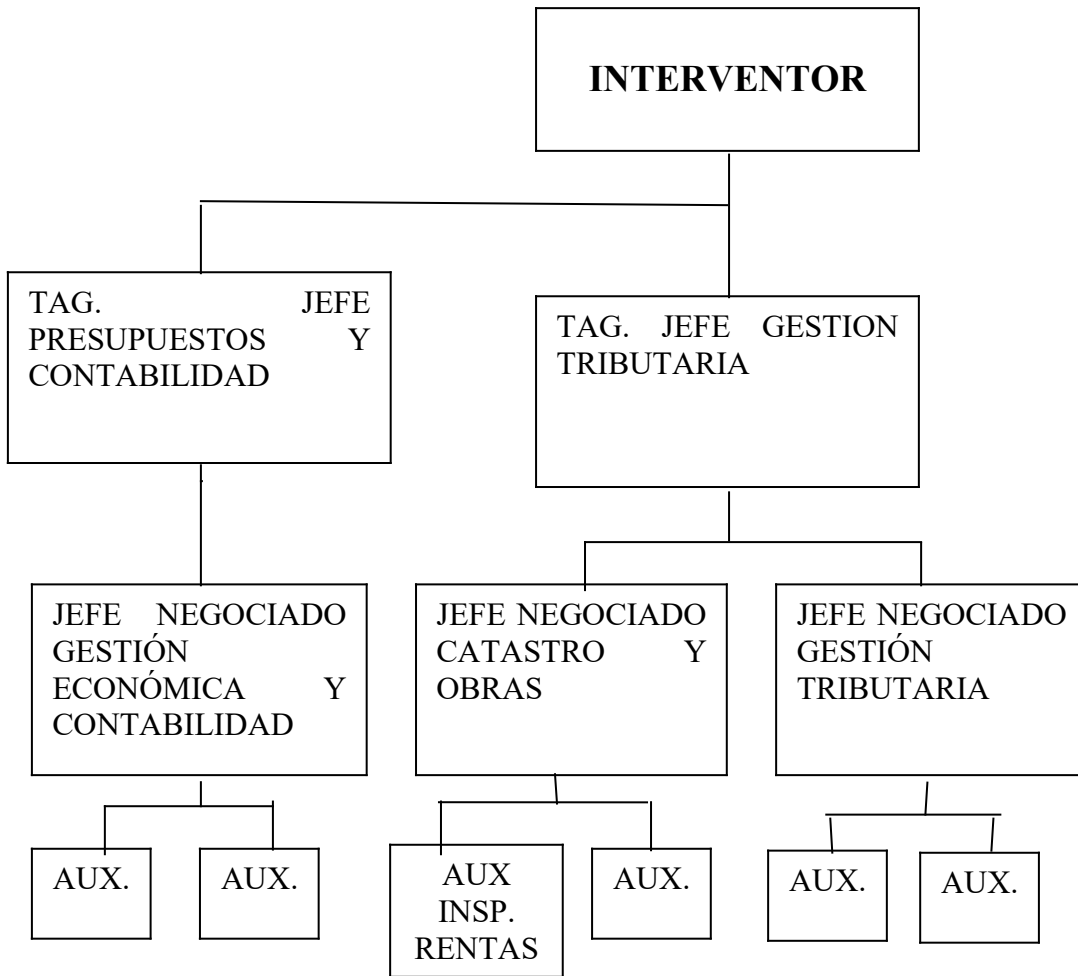 INTERVENTOR
TAG. JEFE
PRESUPUESTOS Y
CONTABILIDAD
TAG. JEFE GESTION
TRIBUTARIA
JEFE NEGOCIADO
GESTIÓN
ECONÓMICA Y
CONTABILIDAD
JEFE NEGOCIADO
CATASTRO Y
OBRAS
JEFE NEGOCIADO
GESTIÓN
TRIBUTARIA
AUX.
AUX.
AUX
INSP.
RENTAS
AUX.
AUX.
AUX.